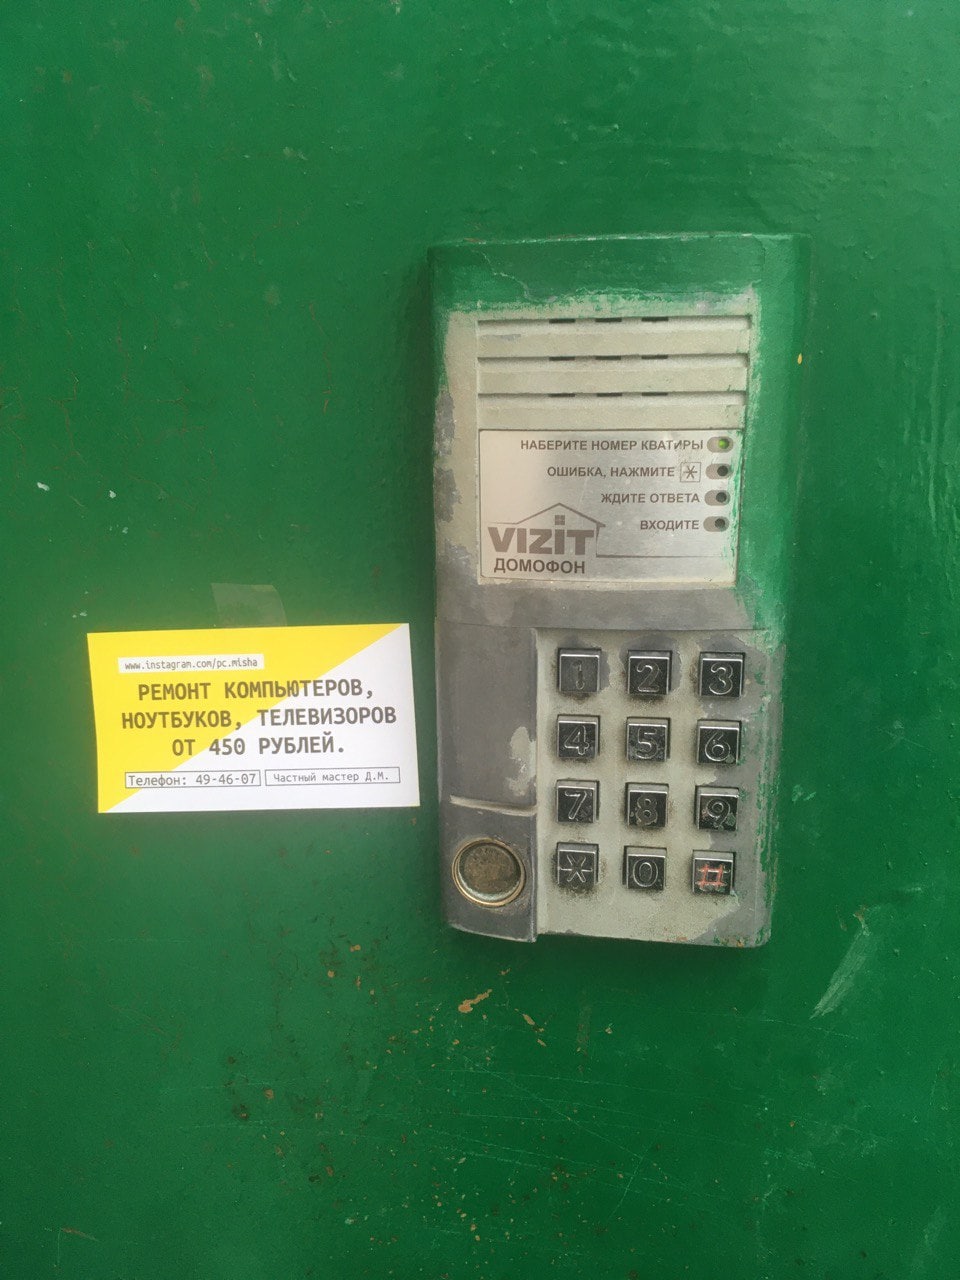 НАБЕРИТЕ НОМЕР КВАТИРЫ
ОШИБКА, НАЖМИТЕ *
ЖДИТЕ ОТВЕТА
ВХОДИТЕ
VIZIT
ДОМОФОН
www.instagram.com/pc.misha
РЕМОНТ КОМПЬЮТЕРОВ,
НОУТБУКОВ, ТЕЛЕВИЗОРОВ
ОТ 450 РУБЛЕЙ.
Телефон: 49-46-07 Частный мастер Д.М.
1 2 3
4 5 6
7 8 9
* 0 #